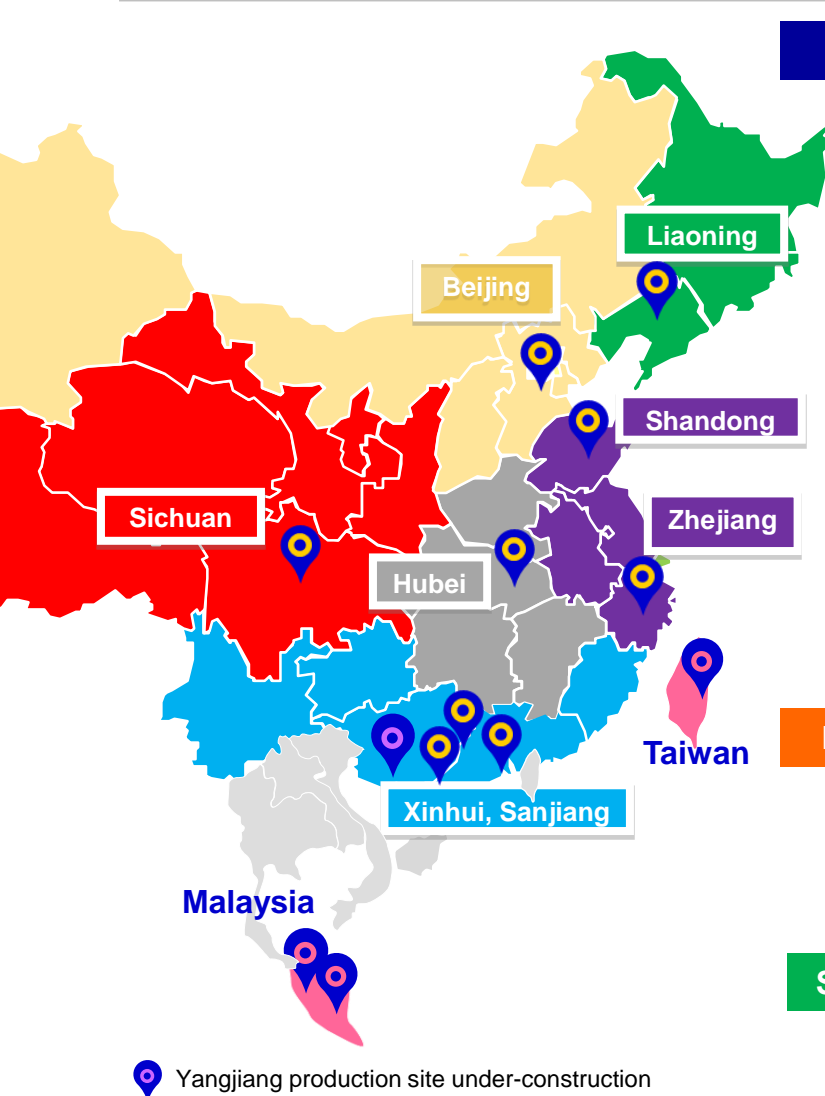 Liaoning
Beijing
Shandong
Sichuan
Zhejiang
Hubei
Taiwan
Xinhui, Sanjiang
Malaysia
Yangjiang production site under-construction